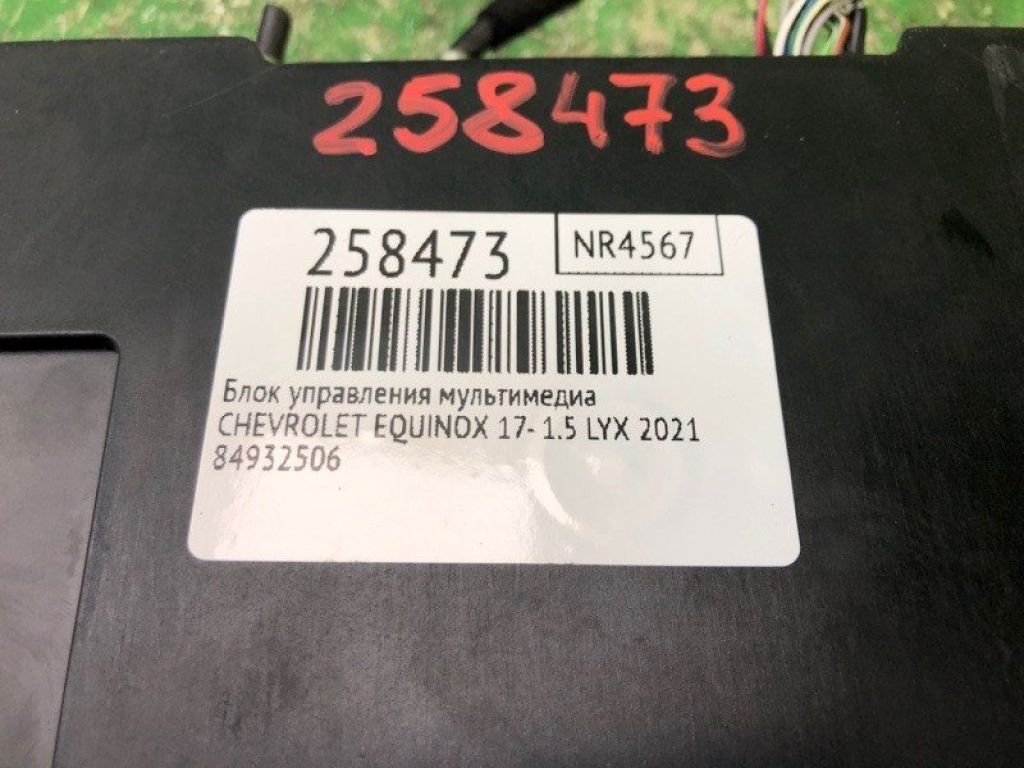 258473
258473
NR4567
Блок управления мультимедиа
CHEVROLET EQUINOX 17- 1.5 LYX 2021
84932506